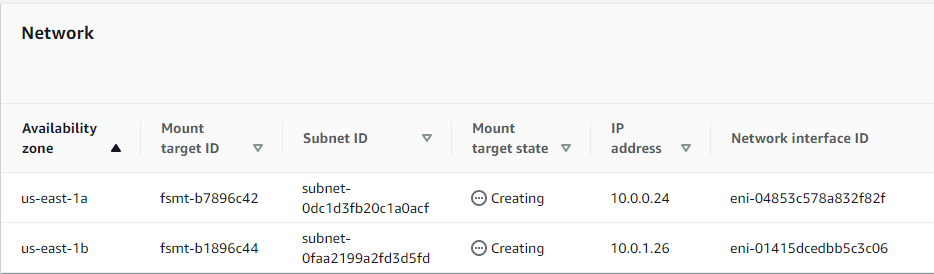 Network
Availability zone
Mount target ID
Subnet ID
Mount target state
IP address
Network interface ID
us-east-1a fsmt-b7896c42 subnet-0dc1d3fb20c1a0acf Creating 10.0.0.24 eni-04853c578a832f82f
us-east-1b fsmt-b1896c44 subnet-0faa2199a2fd3d5fd Creating 10.0.1.26 eni-01415dcedbb5c3c06